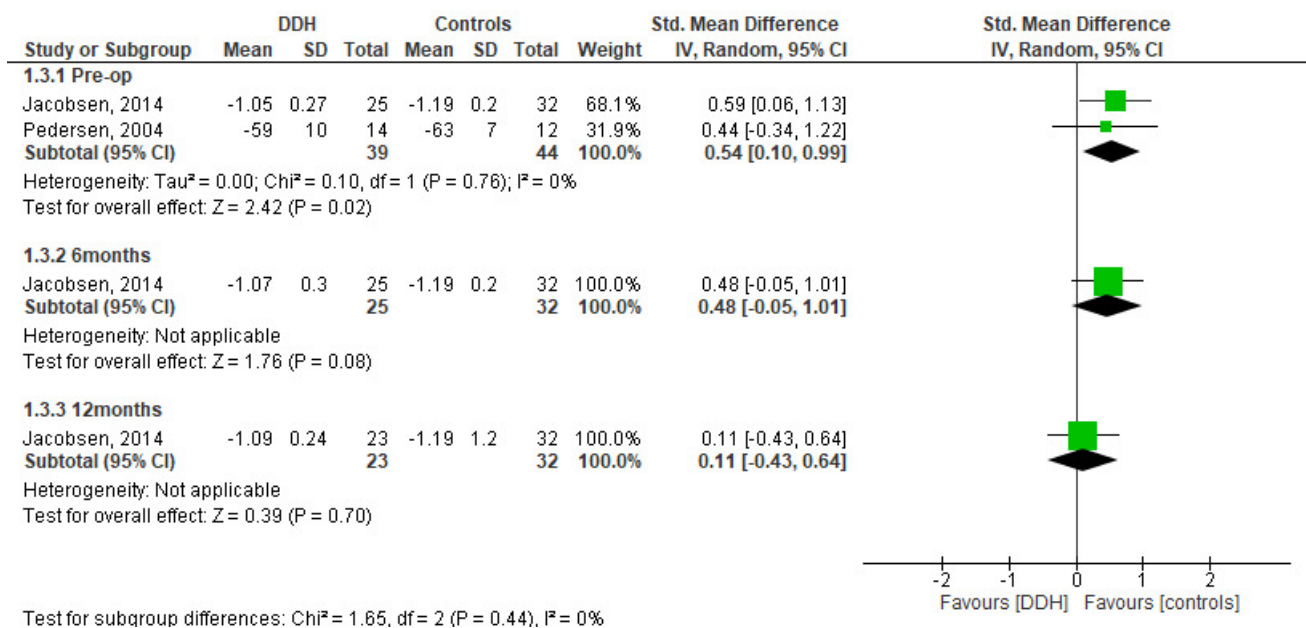 DDH Controls Std. Mean Difference Std. Mean Difference
Study or Subgroup Mean SD Total Mean SD Total Weight IV, Random, 95% CI IV, Random, 95% CI
1.3.1 Pre-op
Jacobsen, 2014 -1.05 0.27 25 -1.19 0.2 32 68.1% 0.59 [0.06, 1.13]
Pedersen, 2004 -59 10 14 -63 7 12 31.9% 0.44 [-0.34, 1.22]
Subtotal (95% CI) 39 44 100.0% 0.54 [0.10, 0.99]
Heterogeneity: Tau² = 0.00; Chi² = 0.10, df = 1 (P = 0.76); I² = 0%
Test for overall effect: Z = 2.42 (P = 0.02)
1.3.2 6months
Jacobsen, 2014 -1.07 0.3 25 -1.19 0.2 32 100.0% 0.48 [-0.05, 1.01]
Subtotal (95% CI) 25 32 100.0% 0.48 [-0.05, 1.01]
Heterogeneity: Not applicable
Test for overall effect: Z = 1.76 (P = 0.08)
1.3.3 12months
Jacobsen, 2014 -1.09 0.24 23 -1.19 1.2 32 100.0% 0.11 [-0.43, 0.64]
Subtotal (95% CI) 23 32 100.0% 0.11 [-0.43, 0.64]
Heterogeneity: Not applicable
Test for overall effect: Z = 0.39 (P = 0.70)
-2 -1 0 1 2
Favours [DDH] Favours [controls]
Test for subgroup differences: Chi² = 1.65, df = 2 (P = 0.44), I² = 0%